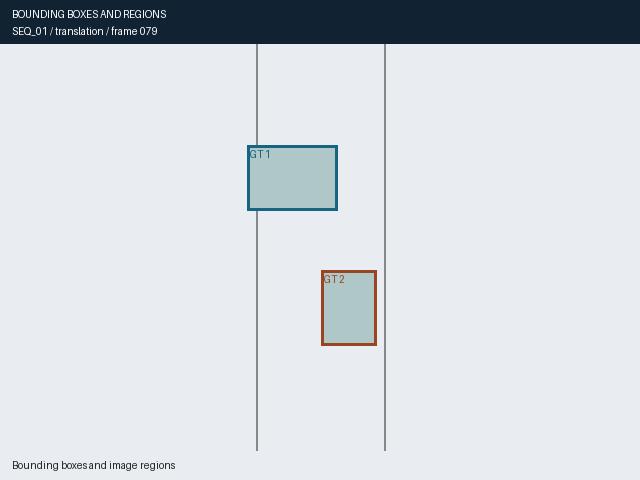 BOUNDING BOXES AND REGIONS
SEQ_01 / translation / frame 079
GT1
GT2
Bounding boxes and image regions